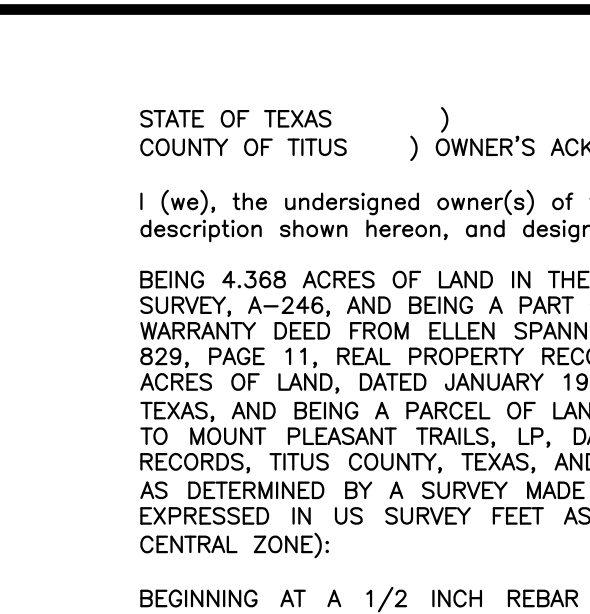 STATE OF TEXAS )
COUNTY OF TITUS ) OWNER'S ACK
I (we), the undersigned owner(s) of
description shown hereon, and design
BEING 4.368 ACRES OF LAND IN THE
SURVEY, A-246, AND BEING A PART
WARRANTY DEED FROM ELLEN SPANN
829, PAGE 11, REAL PROPERTY RECO
ACRES OF LAND, DATED JANUARY 19
TEXAS, AND BEING A PARCEL OF LAN
TO MOUNT PLEASANT TRAILS, LP, DA
RECORDS, TITUS COUNTY, TEXAS, AND
AS DETERMINED BY A SURVEY MADE
EXPRESSED IN US SURVEY FEET AS
CENTRAL ZONE):
BEGINNING AT A 1/2 INCH REBAR